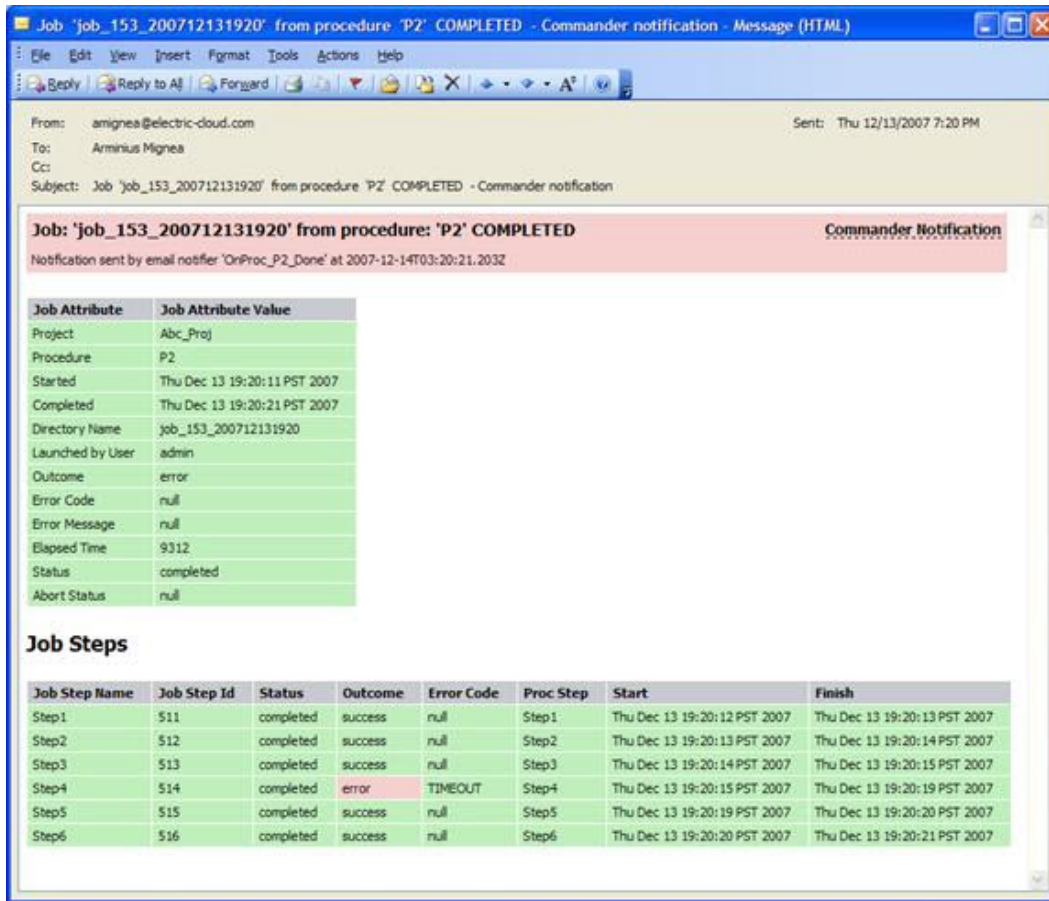 Job 'job_153_200712131920' from procedure 'P2' COMPLETED - Commander notification - Message (HTML)
File Edit View Insert Format Tools Actions Help
Reply Reply to All Forward
From: amignea@electric-cloud.com Sent: Thu 12/13/2007 7:20 PM
To: Arminius Mignea
Cc:
Subject: Job 'job_153_200712131920' from procedure 'P2' COMPLETED - Commander notification
Job: 'job_153_200712131920' from procedure: 'P2' COMPLETED Commander Notification
Notification sent by email notifier 'OnProc_P2_Done' at 2007-12-14T03:20:21.203Z
Job Attribute Job Attribute Value
Project Abc_Proj
Procedure P2
Started Thu Dec 13 19:20:11 PST 2007
Completed Thu Dec 13 19:20:21 PST 2007
Directory Name job_153_200712131920
Launched by User admin
Outcome error
Error Code null
Error Message null
Elapsed Time 9312
Status completed
Abort Status null
Job Steps
Job Step Name Job Step Id Status Outcome Error Code Proc Step Start Finish
Step1 511 completed success null Step1 Thu Dec 13 19:20:12 PST 2007 Thu Dec 13 19:20:13 PST 2007
Step2 512 completed success null Step2 Thu Dec 13 19:20:13 PST 2007 Thu Dec 13 19:20:14 PST 2007
Step3 513 completed success null Step3 Thu Dec 13 19:20:14 PST 2007 Thu Dec 13 19:20:15 PST 2007
Step4 514 completed error TIMEOUT Step4 Thu Dec 13 19:20:15 PST 2007 Thu Dec 13 19:20:19 PST 2007
Step5 515 completed success null Step5 Thu Dec 13 19:20:19 PST 2007 Thu Dec 13 19:20:20 PST 2007
Step6 516 completed success null Step6 Thu Dec 13 19:20:20 PST 2007 Thu Dec 13 19:20:21 PST 2007